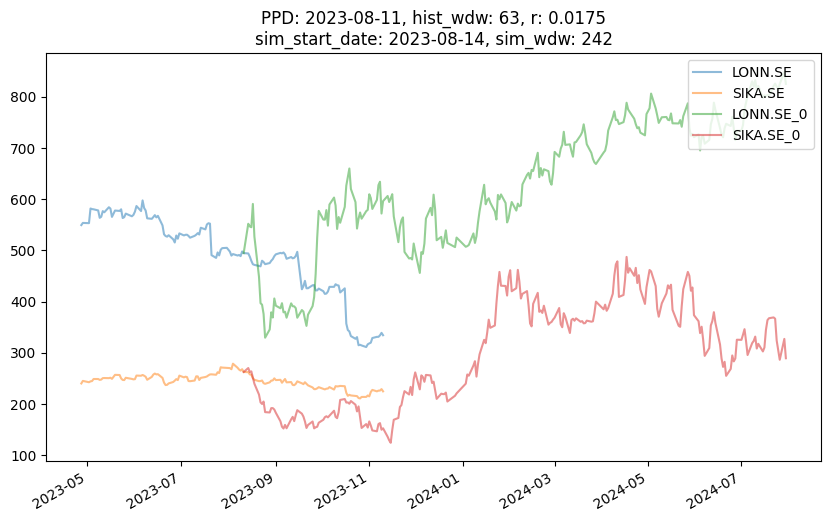 PPD: 2023-08-11, hist_wdw: 63, r: 0.0175
sim_start_date: 2023-08-14, sim_wdw: 242
LONN.SE
SIKA.SE
LONN.SE_0
SIKA.SE_0
800
700
600
500
400
300
200
100
2023-05
2023-07
2023-09
2023-11
2024-01
2024-03
2024-05
2024-07